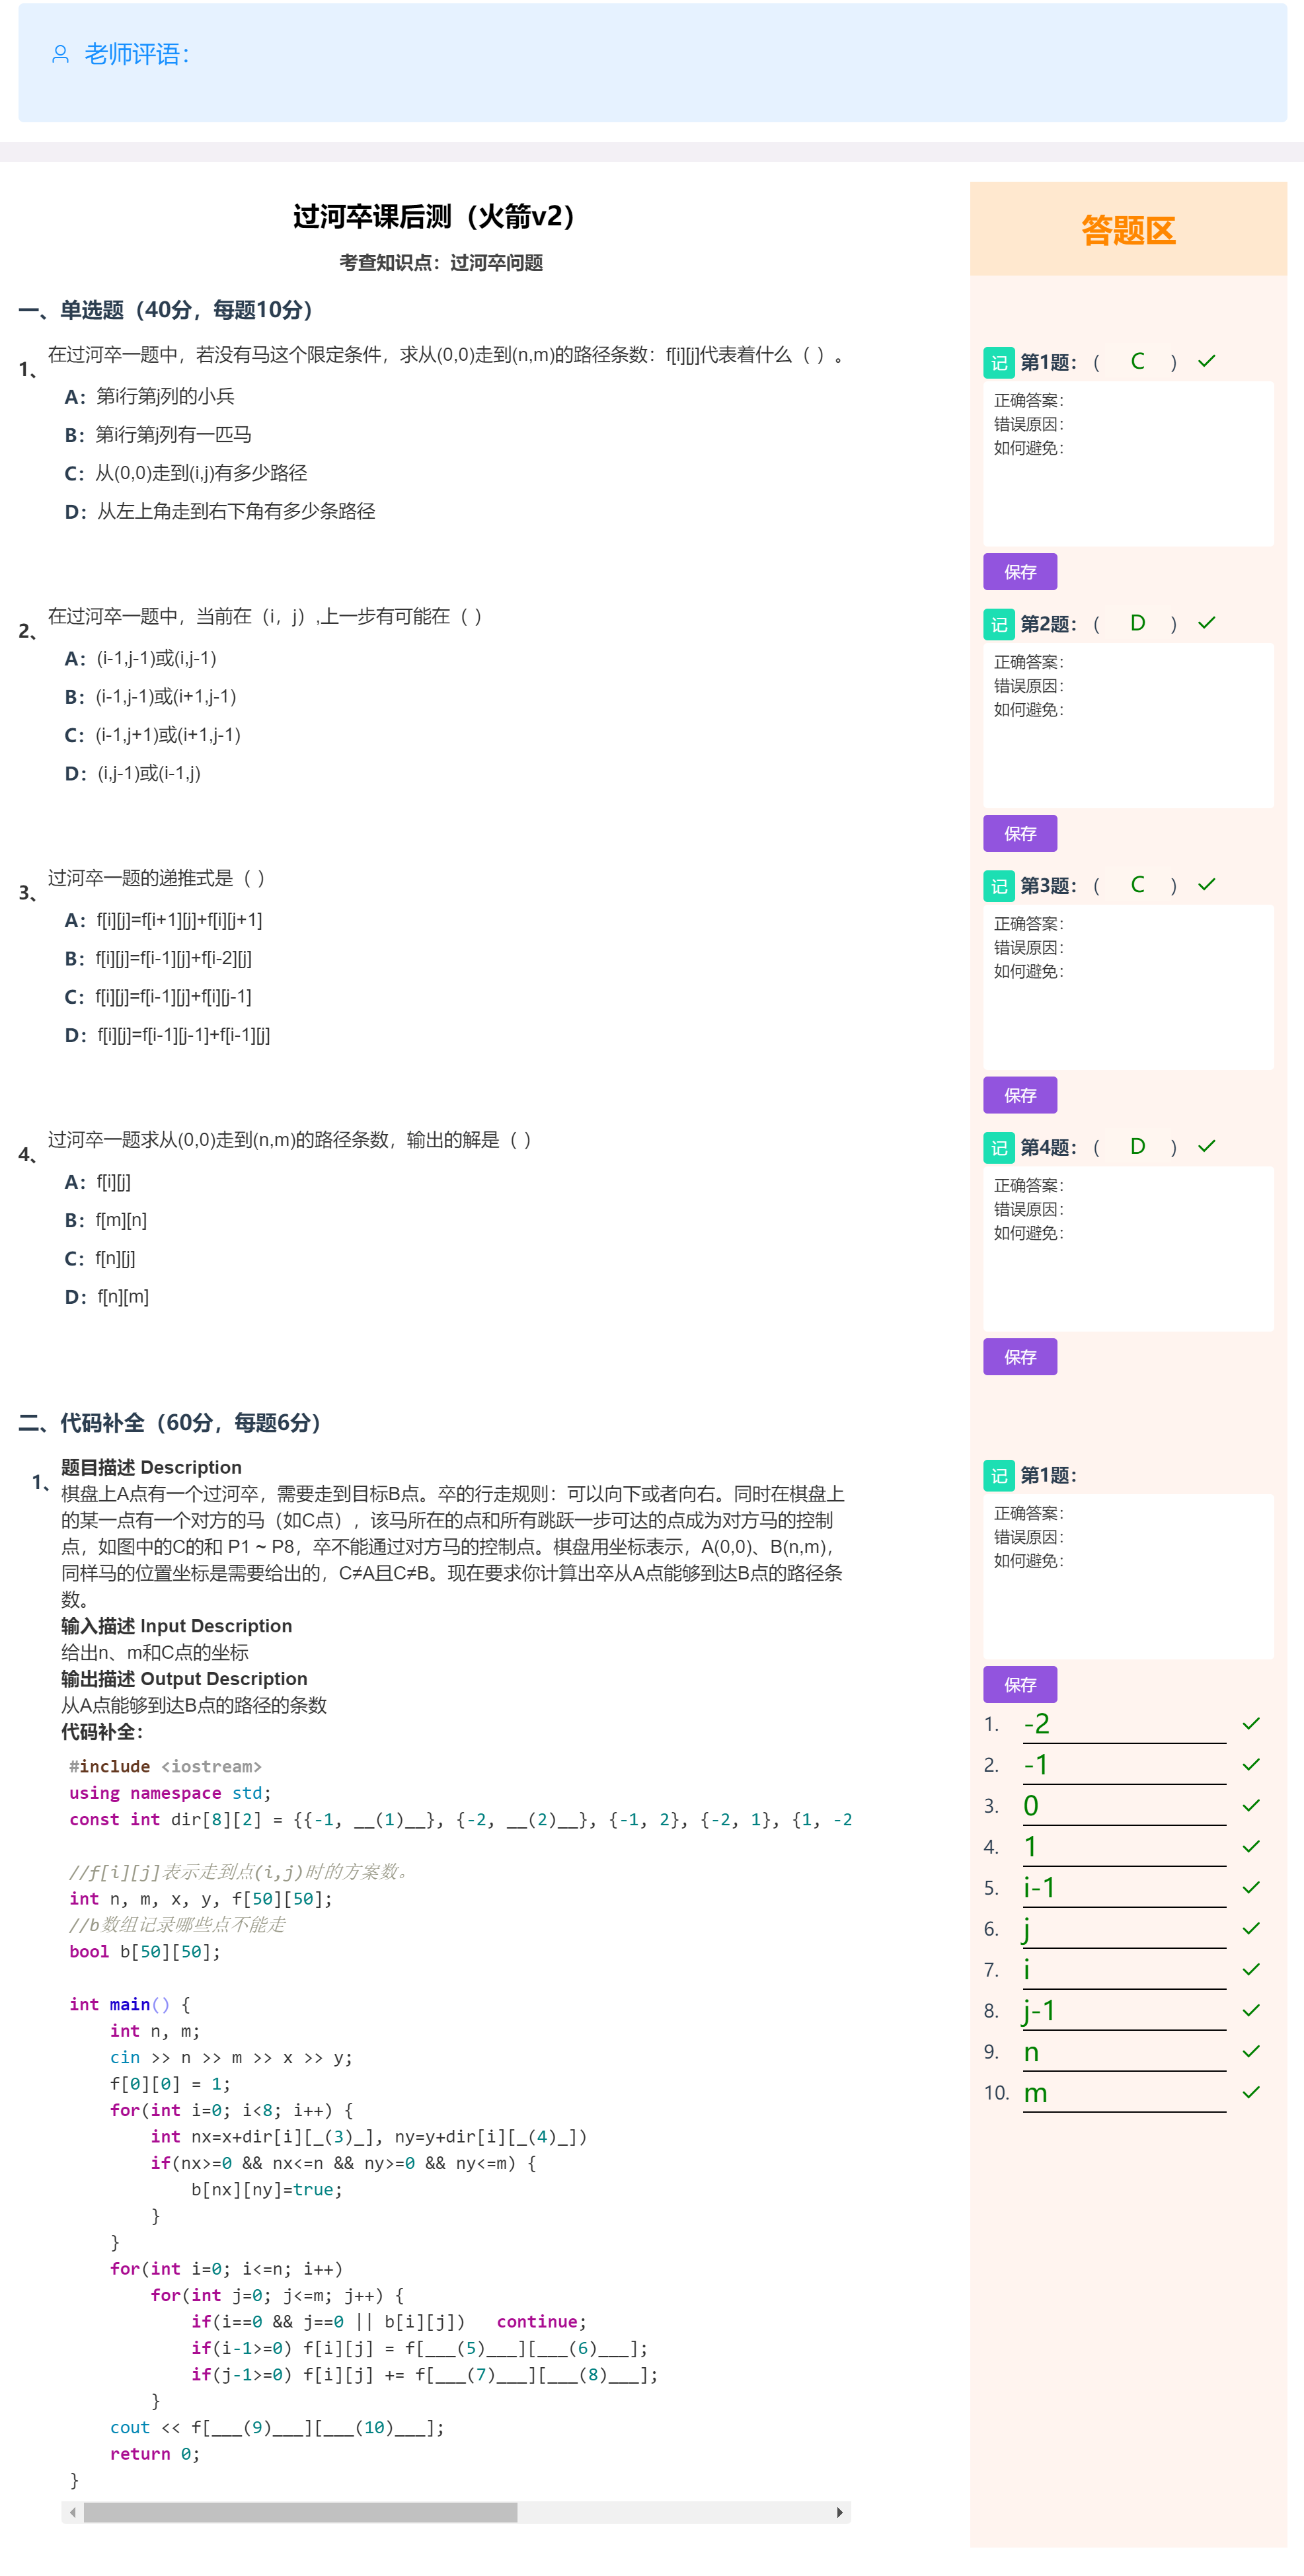 老师评语：
过河卒课后测（火箭v2）
考查知识点：过河卒问题
一、单选题（40分，每题10分）
1、
在过河卒一题中，若没有马这个限定条件，求从(0,0)走到(n,m)的路径条数：f[i][j]代表着什么（ ）。
A：第i行第j列的小兵
B：第i行第j列有一匹马
C：从(0,0)走到(i,j)有多少路径
D：从左上角走到右下角有多少条路径
2、
在过河卒一题中，当前在（i，j）,上一步有可能在（ ）
A：(i-1,j-1)或(i,j-1)
B：(i-1,j-1)或(i+1,j-1)
C：(i-1,j+1)或(i+1,j-1)
D：(i,j-1)或(i-1,j)
3、
过河卒一题的递推式是（ ）
A：f[i][j]=f[i+1][j]+f[i][j+1]
B：f[i][j]=f[i-1][j]+f[i-2][j]
C：f[i][j]=f[i-1][j]+f[i][j-1]
D：f[i][j]=f[i-1][j-1]+f[i-1][j]
4、
过河卒一题求从(0,0)走到(n,m)的路径条数，输出的解是（ ）
A：f[i][j]
B：f[m][n]
C：f[n][j]
D：f[n][m]
二、代码补全（60分，每题6分）
1、
题目描述 Description
棋盘上A点有一个过河卒，需要走到目标B点。卒的行走规则：可以向下或者向右。同时在棋盘上
的某一点有一个对方的马（如C点），该马所在的点和所有跳跃一步可达的点成为对方马的控制
点，如图中的C的和 P1 ~ P8，卒不能通过对方马的控制点。棋盘用坐标表示，A(0,0)、B(n,m)，
同样马的位置坐标是需要给出的，C≠A且C≠B。现在要求你计算出卒从A点能够到达B点的路径条
数。
输入描述 Input Description
给出n、m和C点的坐标
输出描述 Output Description
从A点能够到达B点的路径的条数
代码补全：
#include <iostream>
using namespace std;
const int dir[8][2] = {{-1, __(1)__}, {-2, __(2)__}, {-1, 2}, {-2, 1}, {1, -2
//f[i][j]表示走到点(i,j)时的方案数。
int n, m, x, y, f[50][50];
//b数组记录哪些点不能走
bool b[50][50];
int main() {
    int n, m;
    cin >> n >> m >> x >> y;
    f[0][0] = 1;
    for(int i=0; i<8; i++) {
        int nx=x+dir[i][_(3)_], ny=y+dir[i][_(4)_])
        if(nx>=0 && nx<=n && ny>=0 && ny<=m) {
            b[nx][ny]=true;
        }
    }
    for(int i=0; i<=n; i++)
        for(int j=0; j<=m; j++) {
            if(i==0 && j==0 || b[i][j])   continue;
            if(i-1>=0) f[i][j] = f[___(5)___][___(6)___];
            if(j-1>=0) f[i][j] += f[___(7)___][___(8)___];
        }
    cout << f[___(9)___][___(10)___];
    return 0;
}
答题区
记 第1题：（ C ）
正确答案：
错误原因：
如何避免：
保存
记 第2题：（ D ）
正确答案：
错误原因：
如何避免：
保存
记 第3题：（ C ）
正确答案：
错误原因：
如何避免：
保存
记 第4题：（ D ）
正确答案：
错误原因：
如何避免：
保存
记 第1题：
正确答案：
错误原因：
如何避免：
保存
1. -2
2. -1
3. 0
4. 1
5. i-1
6. j
7. i
8. j-1
9. n
10. m